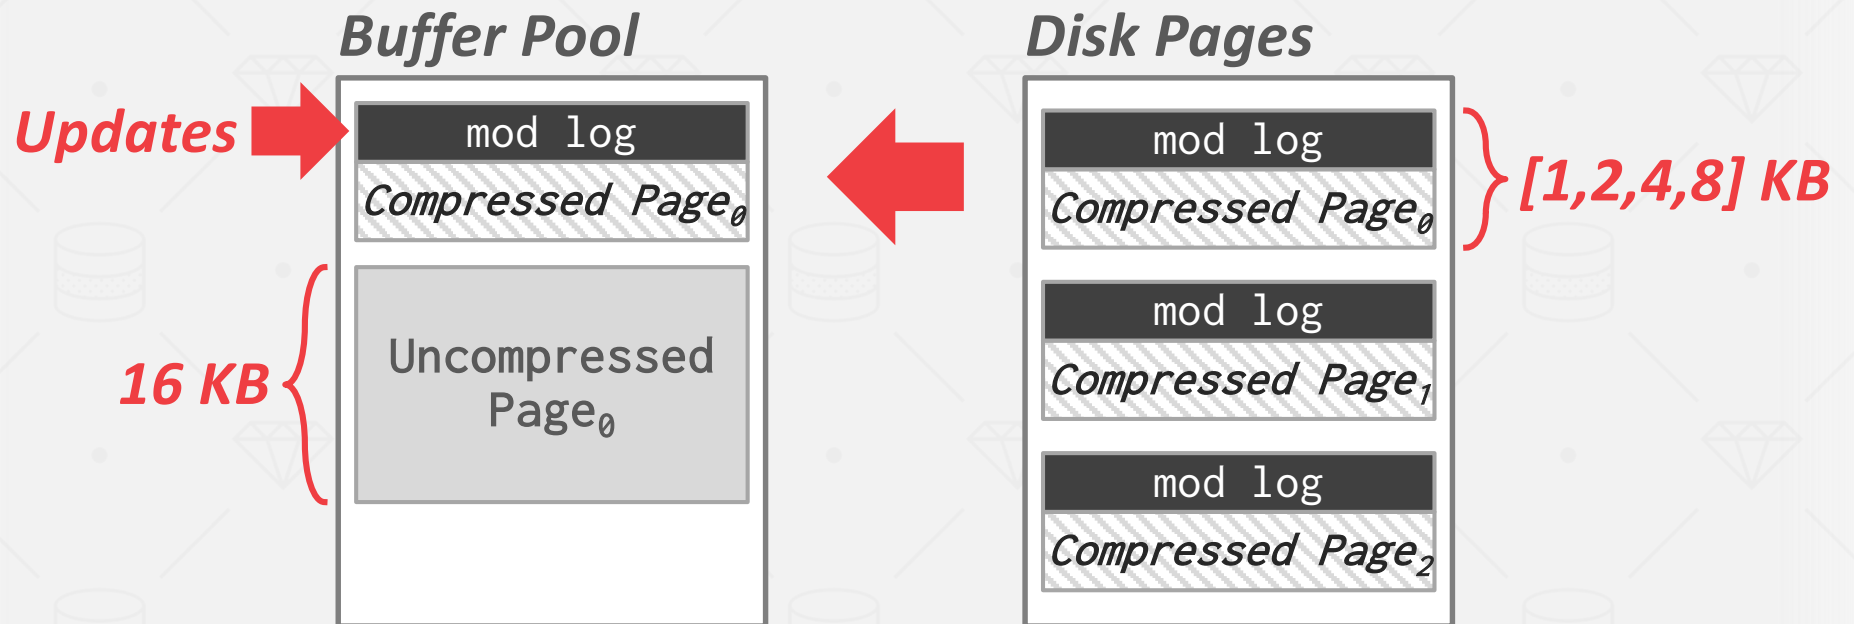 Buffer Pool
Updates
mod log
Compressed Page₀
16 KB
Uncompressed
Page₀
Disk Pages
mod log
Compressed Page₀
[1,2,4,8] KB
mod log
Compressed Page₁
mod log
Compressed Page₂